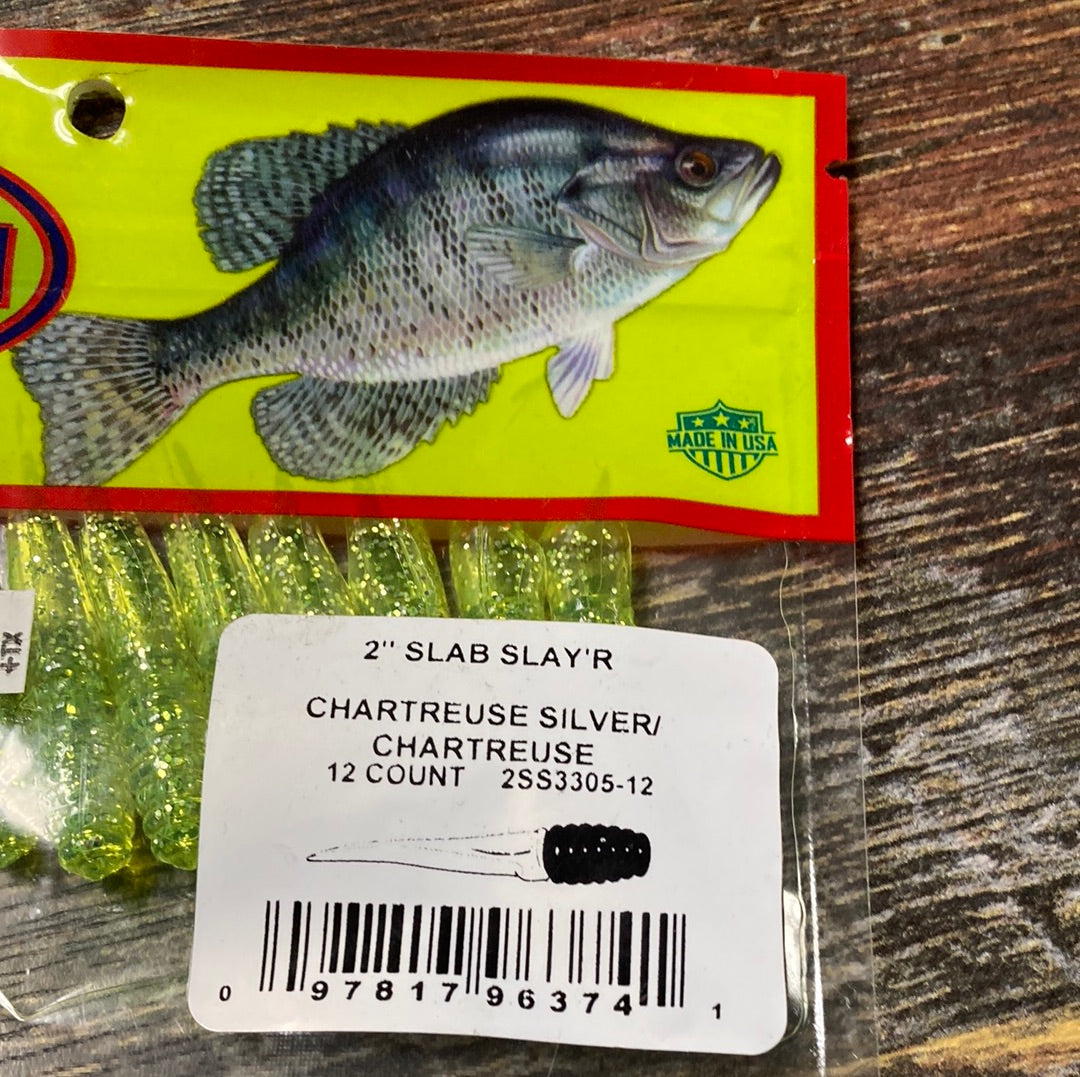 MADE IN USA
2" SLAB SLAY'R
CHARTREUSE SILVER/
CHARTREUSE
12 COUNT 2SS3305-12
0 97817 96374 1